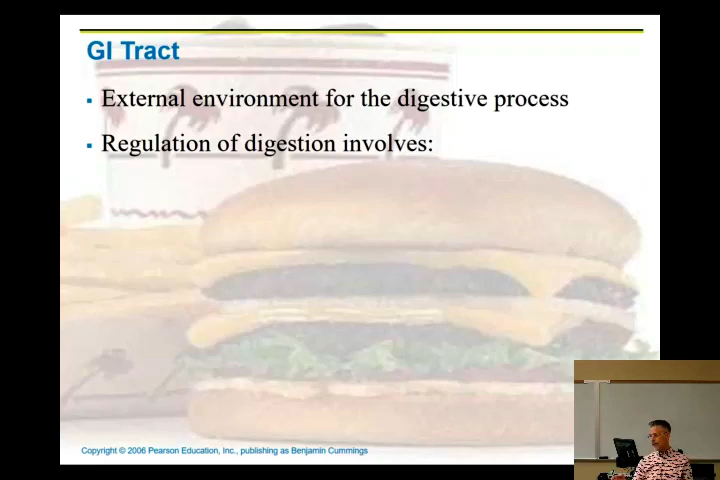 GI Tract
External environment for the digestive process
Regulation of digestion involves:
Copyright © 2006 Pearson Education, Inc., publishing as Benjamin Cummings